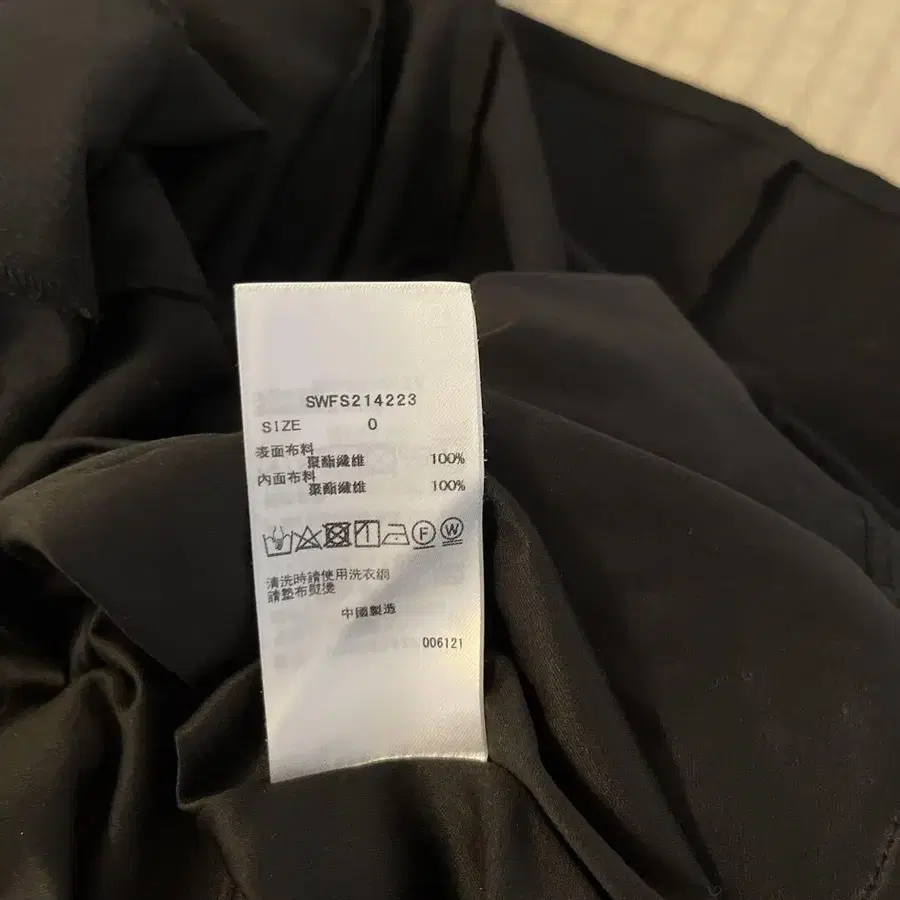 SWFS214223
SIZE 0
表面布料
聚酯纖維 100%
內面布料
聚酯纖維 100%
F W
清洗時請使用洗衣網
請墊布熨燙
中國製造
006121